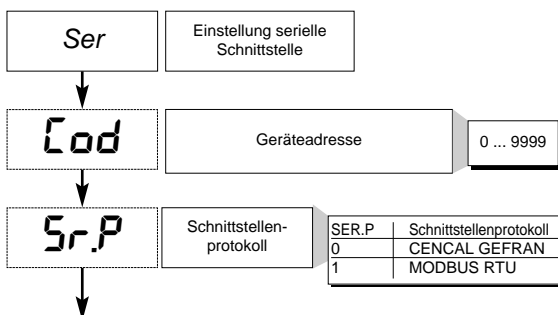 Ser
Einstellung serielle
Schnittstelle
Cod
Geräteadresse
0 ... 9999
Sr.P
Schnittstellen-
protokoll
SER.P Schnittstellenprotokoll
0 CENCAL GEFRAN
1 MODBUS RTU